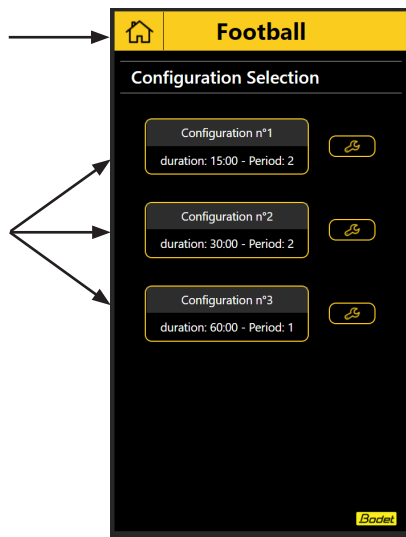 Football
Configuration Selection
Configuration n°1
duration: 15:00 - Period: 2
Configuration n°2
duration: 30:00 - Period: 2
Configuration n°3
duration: 60:00 - Period: 1
Bodet